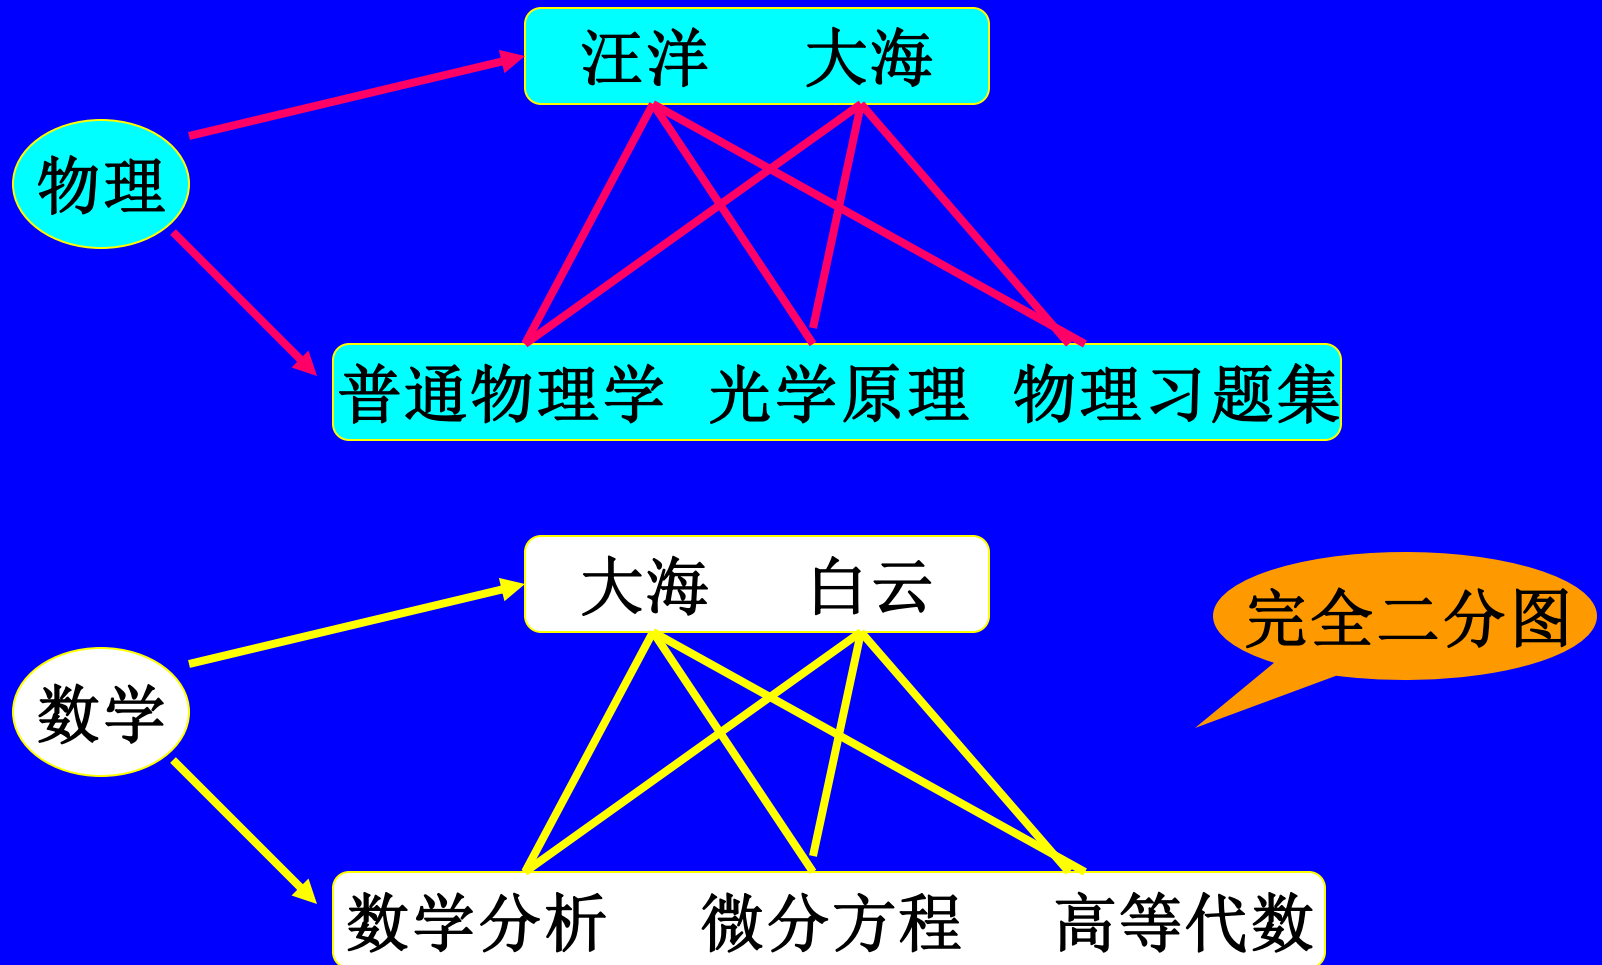 汪洋 大海
物理
普通物理学 光学原理 物理习题集
大海 白云
完全二分图
数学
数学分析 微分方程 高等代数